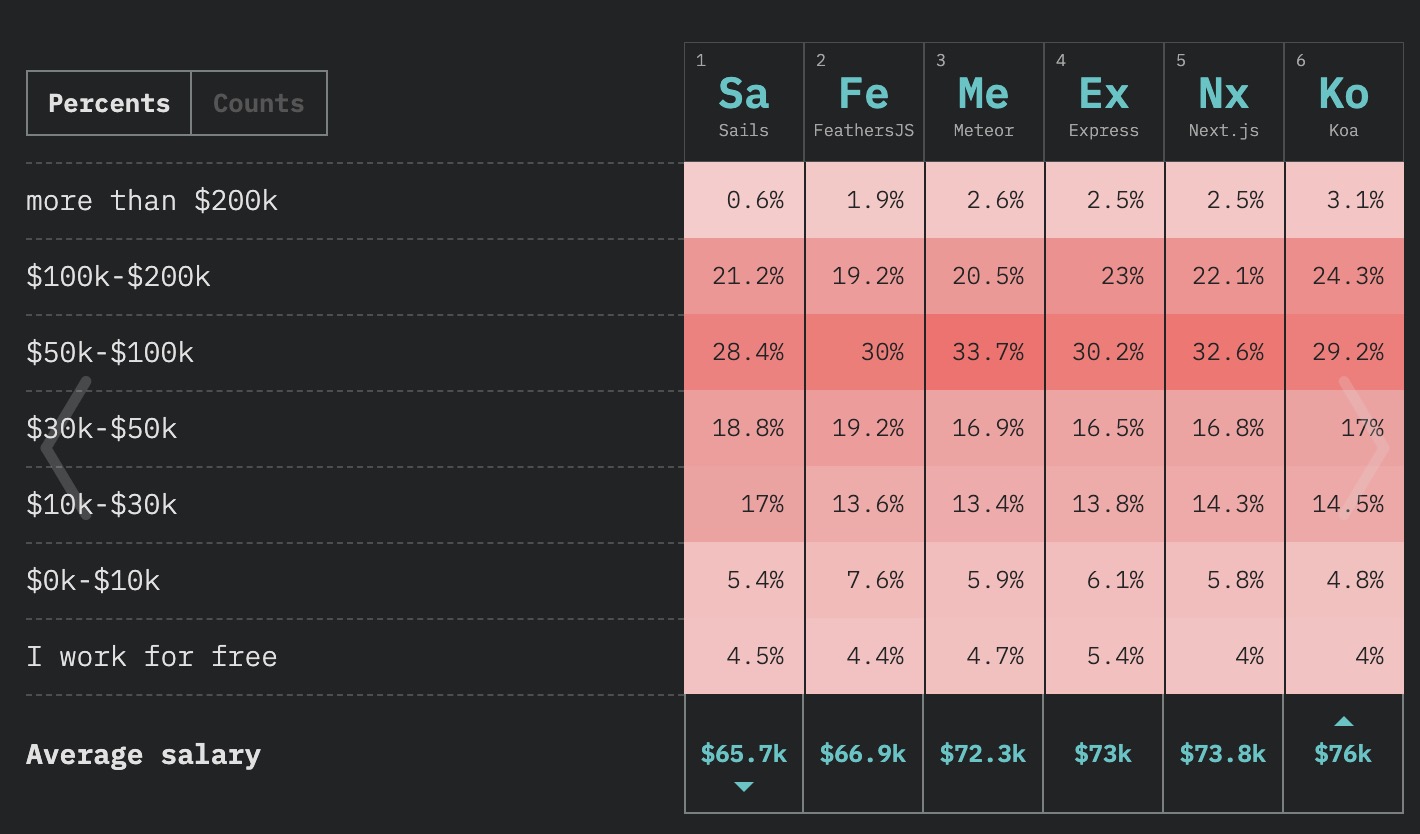 1 2 3 4 5 6
Percents Counts Sa Fe Me Ex Nx Ko
Sails FeathersJS Meteor Express Next.js Koa
more than $200k 0.6% 1.9% 2.6% 2.5% 2.5% 3.1%
$100k-$200k 21.2% 19.2% 20.5% 23% 22.1% 24.3%
$50k-$100k 28.4% 30% 33.7% 30.2% 32.6% 29.2%
$30k-$50k 18.8% 19.2% 16.9% 16.5% 16.8% 17%
$10k-$30k 17% 13.6% 13.4% 13.8% 14.3% 14.5%
$0k-$10k 5.4% 7.6% 5.9% 6.1% 5.8% 4.8%
I work for free 4.5% 4.4% 4.7% 5.4% 4% 4%
Average salary $65.7k $66.9k $72.3k $73k $73.8k $76k